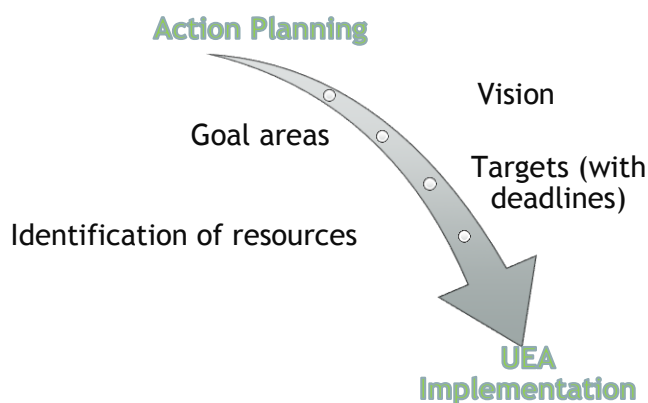 Action Planning
Vision
Goal areas
Targets (with
deadlines)
Identification of resources
UEA
Implementation